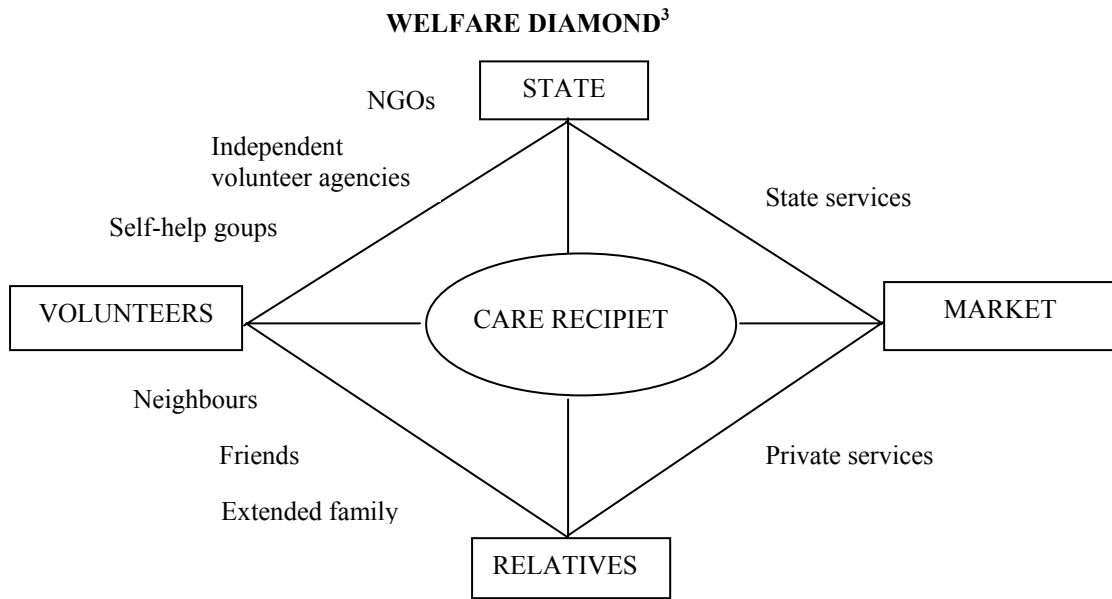 WELFARE DIAMOND³
STATE
NGOs
Independent
volunteer agencies
State services
Self-help goups
VOLUNTEERS
CARE RECIPIET
MARKET
Neighbours
Friends
Private services
Extended family
RELATIVES